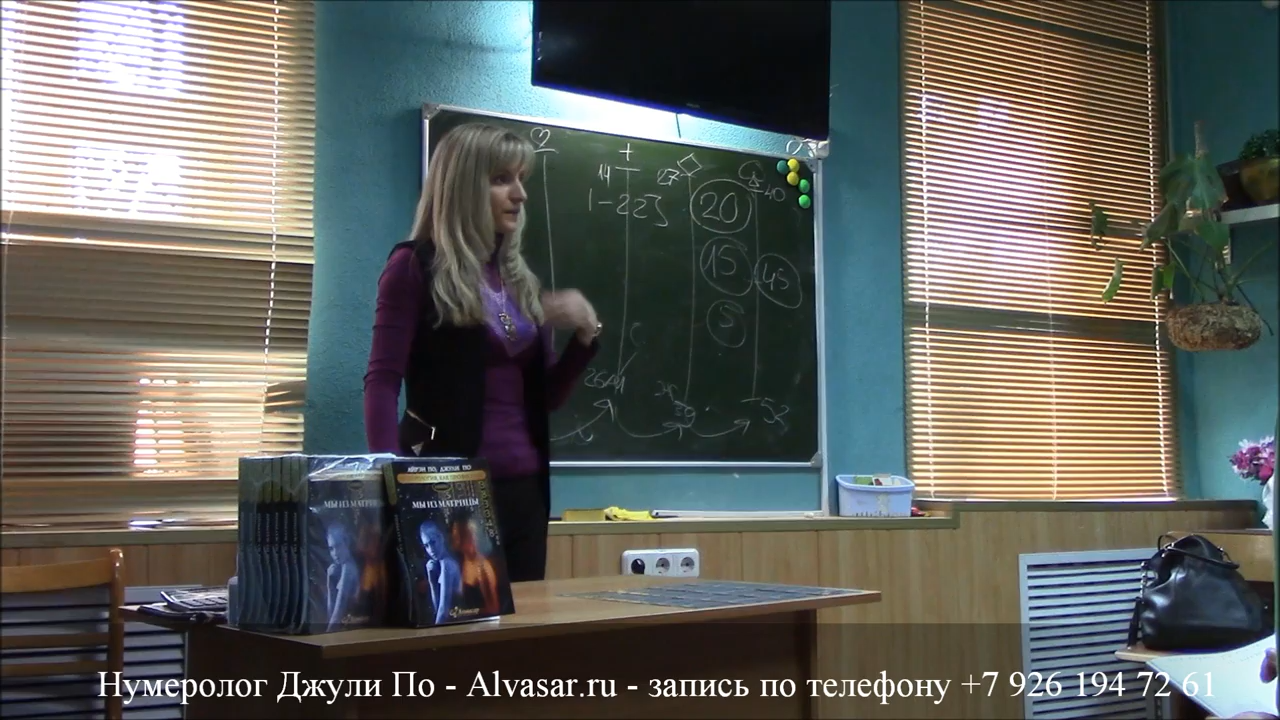 14
27
40
1-223
20
15
45
5
52
АЙРЭН ПО, ДЖУЛИ ПО
МЫ ИЗ МАТРИЦЫ
МЫ ИЗ МАТРИЦЫ
Нумеролог Джули По - Alvasar.ru - запись по телефону +7 926 194 72 61